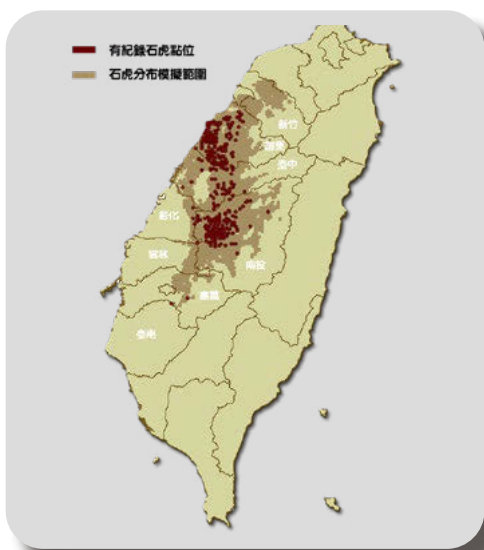 有紀錄石虎點位
石虎分布模擬範圍
新竹
苗栗
臺中
彰化
雲林
南投
嘉義
臺南